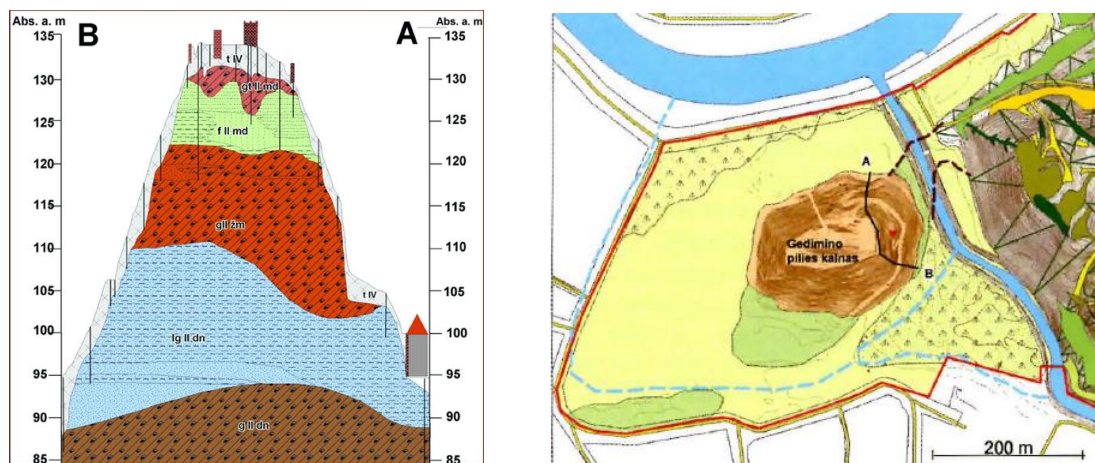 Abs. a. m
B
A
Abs. a. m
135
135
t IV
130
130
gt II md
125
125
f II md
120
120
115
115
gII žm
110
110
105
105
t IV
100
100
lg II dn
95
95
90
90
g II dn
85
85
A
Gedimino
pilies kalnas
B
200 m